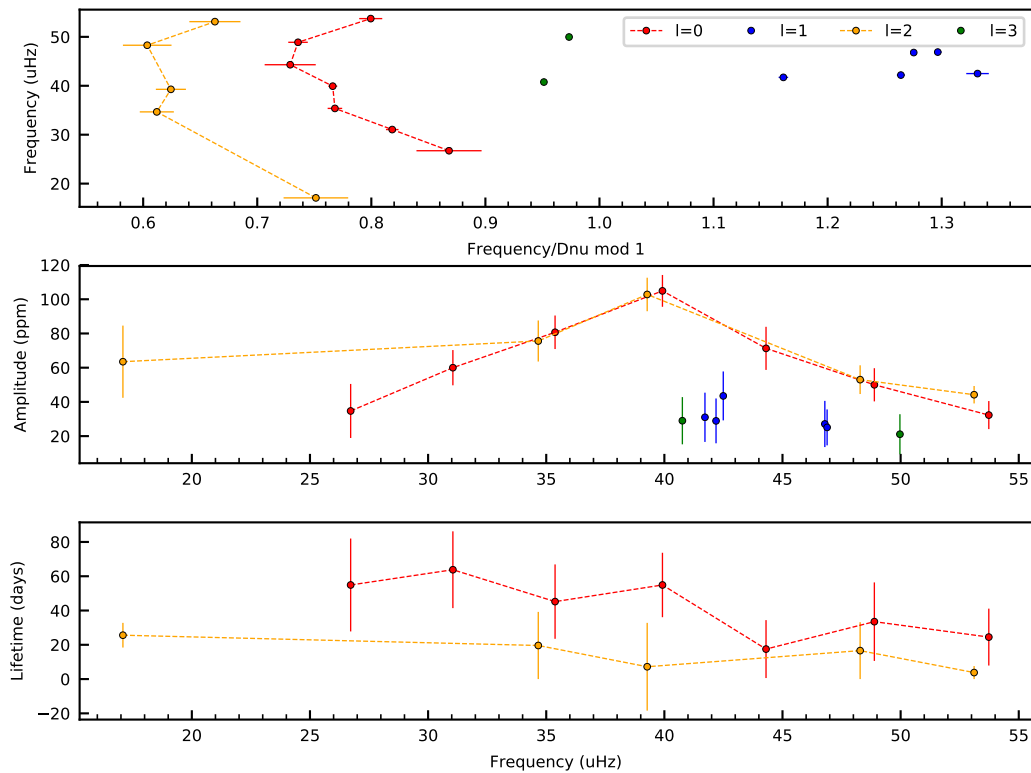 l=0 l=1 l=2 l=3
Frequency (uHz)
50
40
30
20
0.6 0.7 0.8 0.9 1.0 1.1 1.2 1.3
Frequency/Dnu mod 1
Amplitude (ppm)
120
100
80
60
40
20
20 25 30 35 40 45 50 55
Lifetime (days)
80
60
40
20
0
−20
20 25 30 35 40 45 50 55
Frequency (uHz)